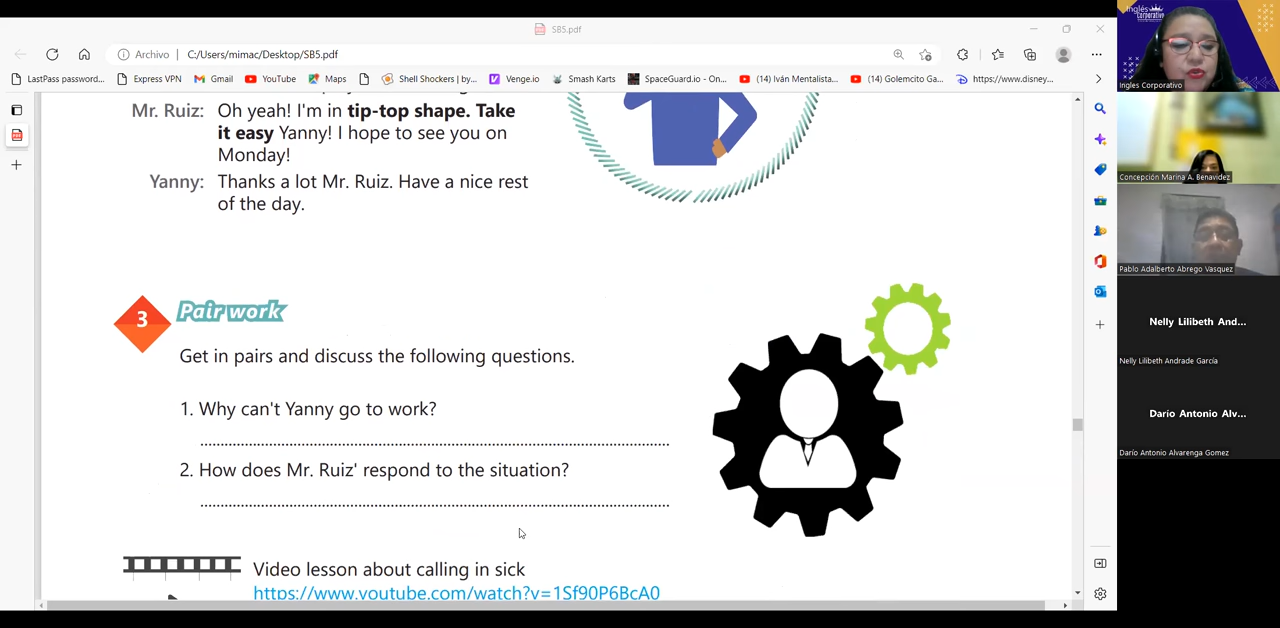 SB5.pdf
Archivo | C:/Users/mimac/Desktop/SB5.pdf
LastPass password... Express VPN Gmail YouTube Maps Shell Shockers | by... Venge.io Smash Karts SpaceGuard.io - On... (14) Iván Mentalista... (14) Golemcito Ga... https://www.disney...
Mr. Ruiz: Oh yeah! I'm in tip-top shape. Take
it easy Yanny! I hope to see you on
Monday!
Yanny: Thanks a lot Mr. Ruiz. Have a nice rest
of the day.
3 Pair work
Get in pairs and discuss the following questions.
1. Why can't Yanny go to work?
2. How does Mr. Ruiz' respond to the situation?
Video lesson about calling in sick
https://www.youtube.com/watch?v=1Sf90P6BcA0
Inglés
Corporativo
Ingles Corporativo
Concepción Marina A. Benavidez
Pablo Adalberto Abrego Vasquez
Nelly Lilibeth And...
Nelly Lilibeth Andrade García
Darío Antonio Alv...
Darío Antonio Alvarenga Gomez